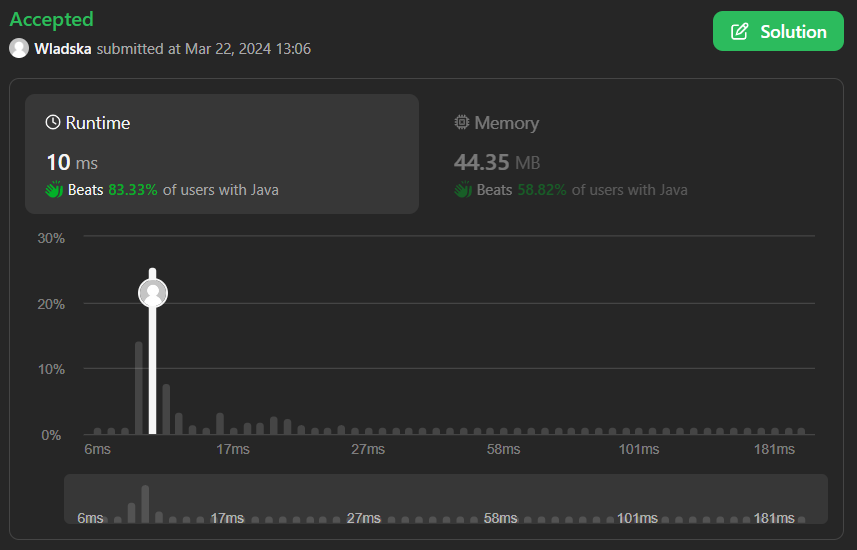 Accepted
Wladska submitted at Mar 22, 2024 13:06
Solution
Runtime
10 ms
Beats 83.33% of users with Java
Memory
44.35 MB
Beats 58.82% of users with Java
30%
20%
10%
0%
6ms 17ms 27ms 58ms 101ms 181ms
6ms 17ms 27ms 58ms 101ms 181ms